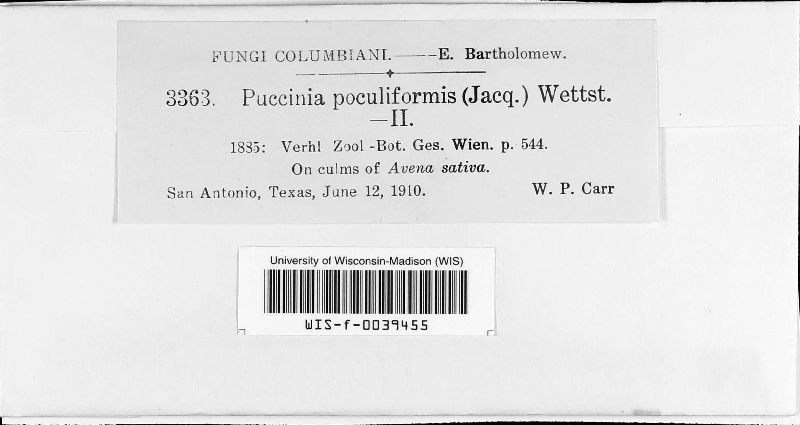 FUNGI COLUMBIANI.——E. Bartholomew.
3363. Puccinia poculiformis (Jacq.) Wettst.
—II.
1885: Verhl Zool-Bot. Ges. Wien. p. 544.
On culms of Avena sativa.
San Antonio, Texas, June 12, 1910. W. P. Carr
University of Wisconsin-Madison (WIS)
WIS-f-0039455